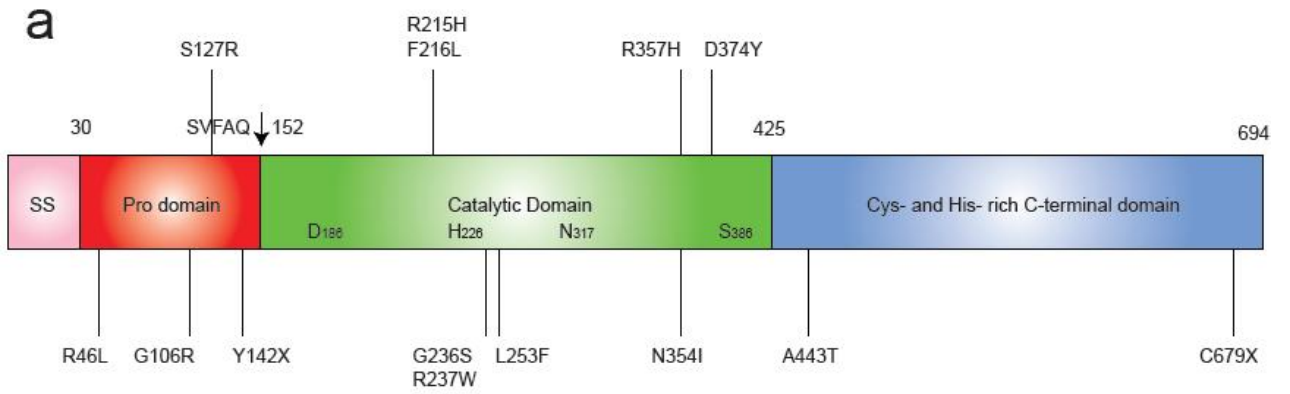 a
R215H
S127R F216L R357H D374Y
30 SVFAQ 152 425 694
SS Pro domain Catalytic Domain Cys- and His- rich C-terminal domain
D186 H226 N317 S386
R46L G106R Y142X G236S L253F N354I A443T C679X
R237W